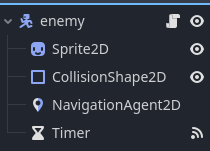 enemy
Sprite2D
CollisionShape2D
NavigationAgent2D
Timer